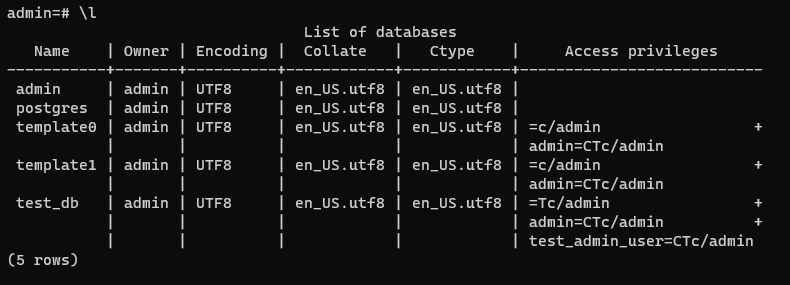 admin=# \l
                                 List of databases
   Name    | Owner | Encoding |  Collate   |   Ctype    |     Access privileges
-----------+-------+----------+------------+------------+---------------------------
 admin     | admin | UTF8     | en_US.utf8 | en_US.utf8 |
 postgres  | admin | UTF8     | en_US.utf8 | en_US.utf8 |
 template0 | admin | UTF8     | en_US.utf8 | en_US.utf8 | =c/admin                 +
           |       |          |            |            | admin=CTc/admin
 template1 | admin | UTF8     | en_US.utf8 | en_US.utf8 | =c/admin                 +
           |       |          |            |            | admin=CTc/admin
 test_db   | admin | UTF8     | en_US.utf8 | en_US.utf8 | =Tc/admin                +
           |       |          |            |            | admin=CTc/admin          +
           |       |          |            |            | test_admin_user=CTc/admin
(5 rows)